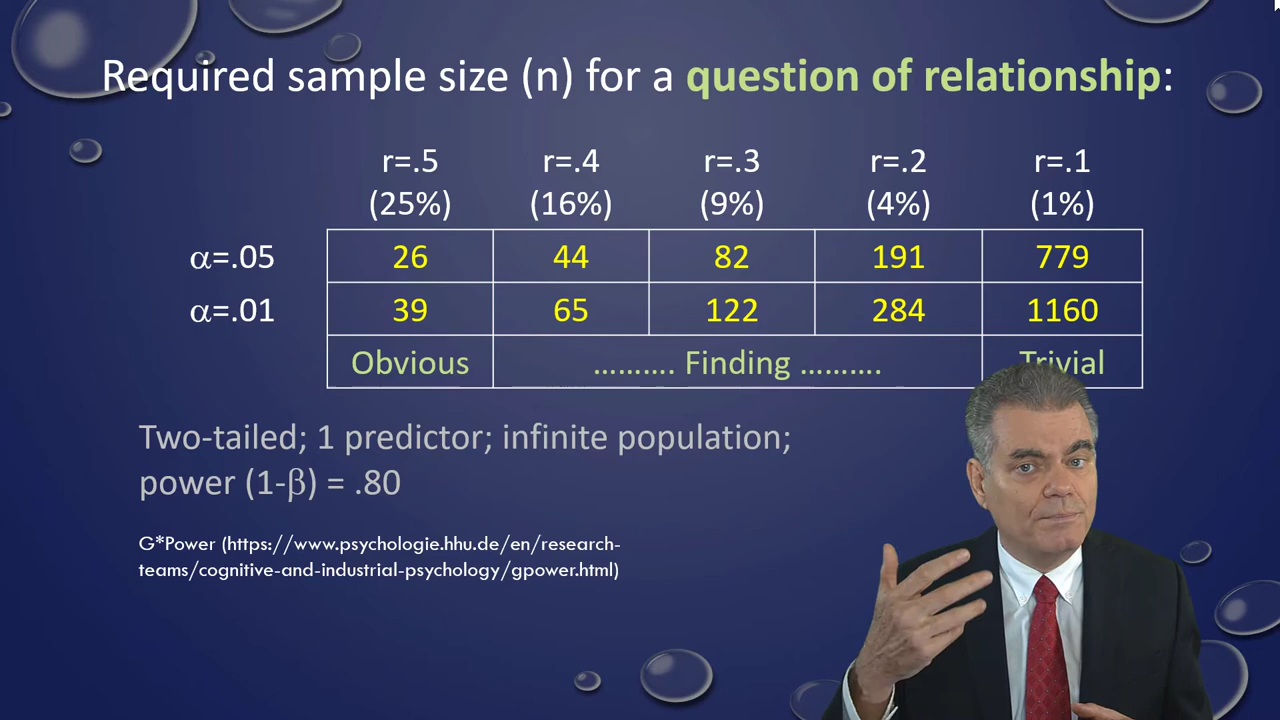 Required sample size (n) for a question of relationship:
r=.5 r=.4 r=.3 r=.2 r=.1
(25%) (16%) (9%) (4%) (1%)
α=.05 26 44 82 191 779
α=.01 39 65 122 284 1160
Obvious .......... Finding .......... Trivial
Two-tailed; 1 predictor; infinite population;
power (1-β) = .80
G*Power (https://www.psychologie.hhu.de/en/research-
teams/cognitive-and-industrial-psychology/gpower.html)